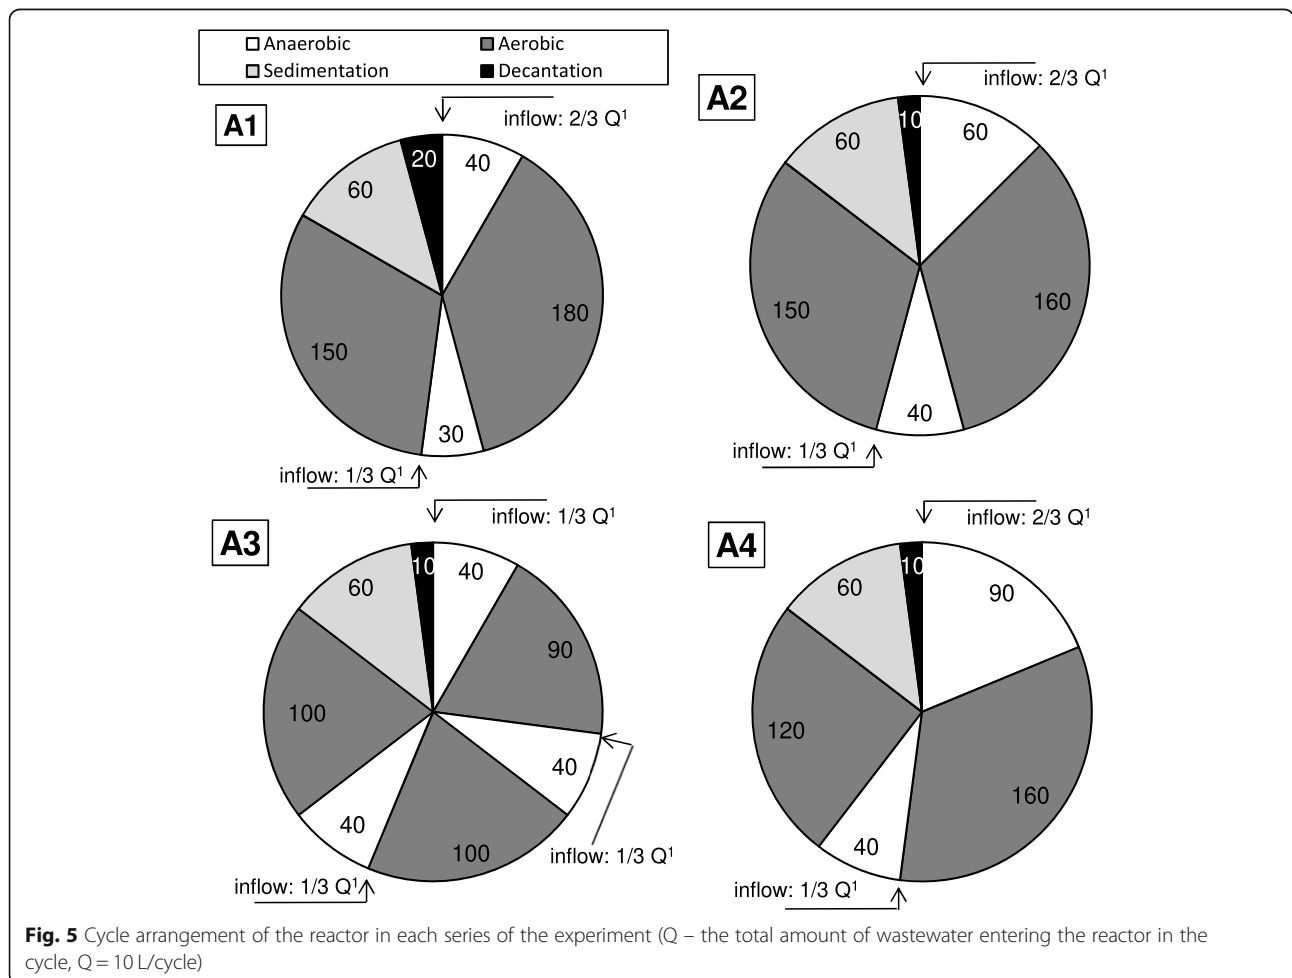 Anaerobic
Aerobic
Sedimentation
Decantation
A1
inflow: 2/3 Q¹
20
40
60
180
150
30
inflow: 1/3 Q¹
A2
inflow: 2/3 Q¹
10
60
60
160
150
40
inflow: 1/3 Q¹
A3
inflow: 1/3 Q¹
10
40
60
90
100
40
40
100
inflow: 1/3 Q¹
inflow: 1/3 Q¹
A4
inflow: 2/3 Q¹
10
90
60
120
160
40
inflow: 1/3 Q¹
Fig. 5 Cycle arrangement of the reactor in each series of the experiment (Q – the total amount of wastewater entering the reactor in the
cycle, Q = 10 L/cycle)